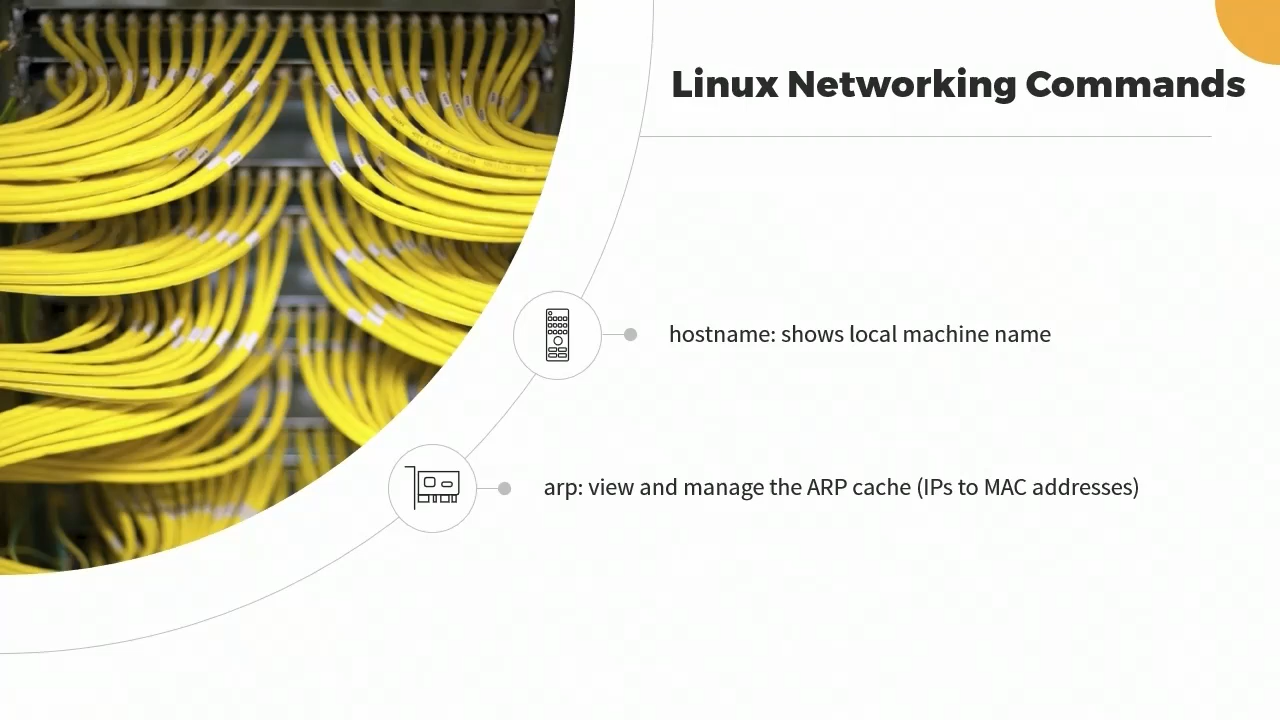 Linux Networking Commands
hostname: shows local machine name
arp: view and manage the ARP cache (IPs to MAC addresses)